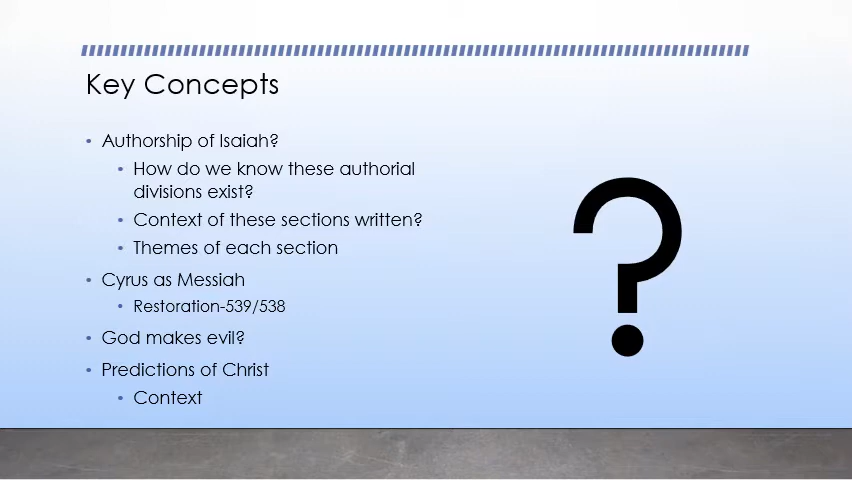 Key Concepts
• Authorship of Isaiah?
• How do we know these authorial
divisions exist?
• Context of these sections written?
• Themes of each section
• Cyrus as Messiah
• Restoration-539/538
• God makes evil?
• Predictions of Christ
• Context
?